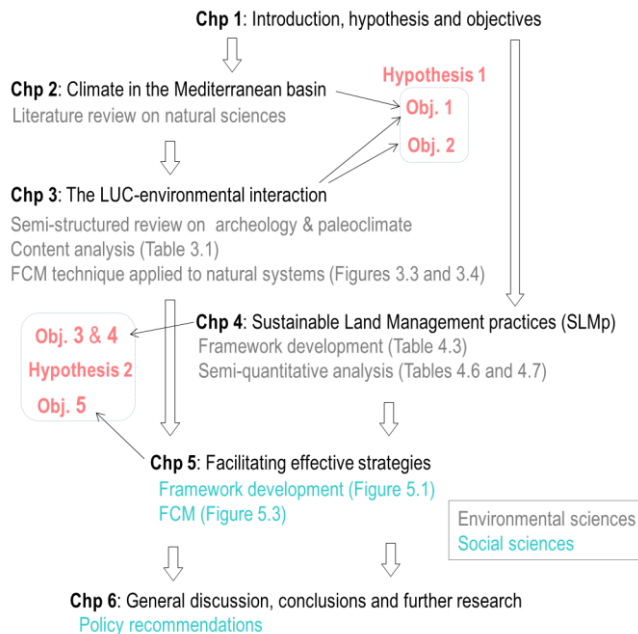 Chp 1: Introduction, hypothesis and objectives
Chp 2: Climate in the Mediterranean basin
Literature review on natural sciences
Hypothesis 1
Obj. 1
Obj. 2
Chp 3: The LUC-environmental interaction
Semi-structured review on archeology & paleoclimate
Content analysis (Table 3.1)
FCM technique applied to natural systems (Figures 3.3 and 3.4)
Obj. 3 & 4
Hypothesis 2
Obj. 5
Chp 4: Sustainable Land Management practices (SLMp)
Framework development (Table 4.3)
Semi-quantitative analysis (Tables 4.6 and 4.7)
Chp 5: Facilitating effective strategies
Framework development (Figure 5.1)
FCM (Figure 5.3)
Environmental sciences
Social sciences
Chp 6: General discussion, conclusions and further research
Policy recommendations